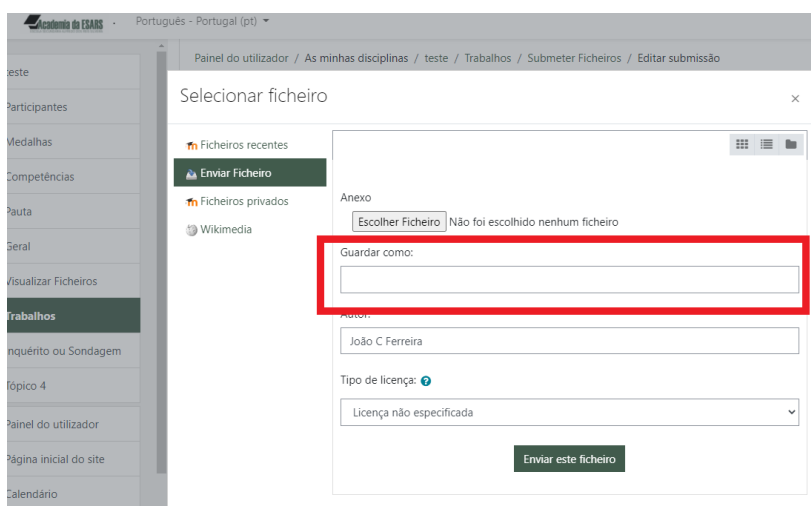 Academia da ESARS
Português - Portugal (pt)
Painel do utilizador / As minhas disciplinas / teste / Trabalhos / Submeter Ficheiros / Editar submissão
teste
Participantes
Medalhas
Competências
Pauta
Geral
Visualizar Ficheiros
Trabalhos
Inquérito ou Sondagem
Tópico 4
Painel do utilizador
Página inicial do site
Calendário
Selecionar ficheiro
×
Ficheiros recentes
Enviar Ficheiro
Ficheiros privados
Wikimedia
Anexo
Escolher Ficheiro Não foi escolhido nenhum ficheiro
Guardar como:
Autor:
João C Ferreira
Tipo de licença: ?
Licença não especificada
Enviar este ficheiro